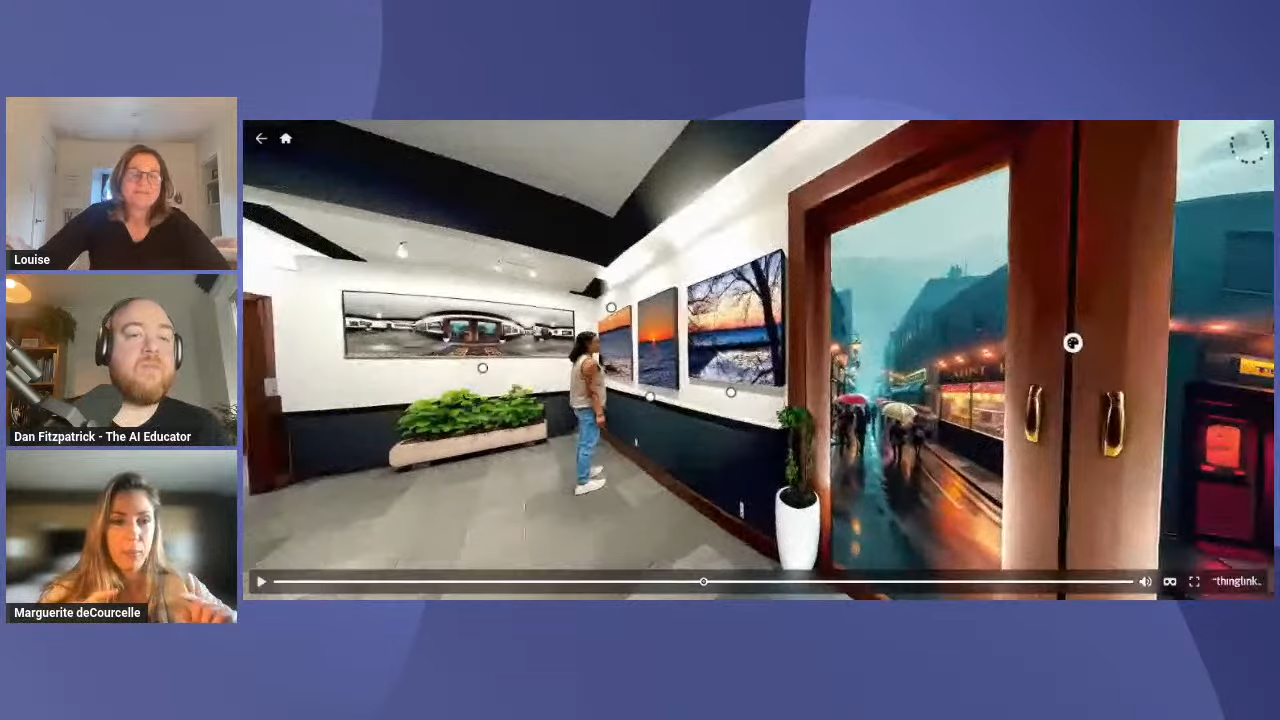 Louise
Dan Fitzpatrick - The AI Educator
Marguerite deCourcelle
thinglink..